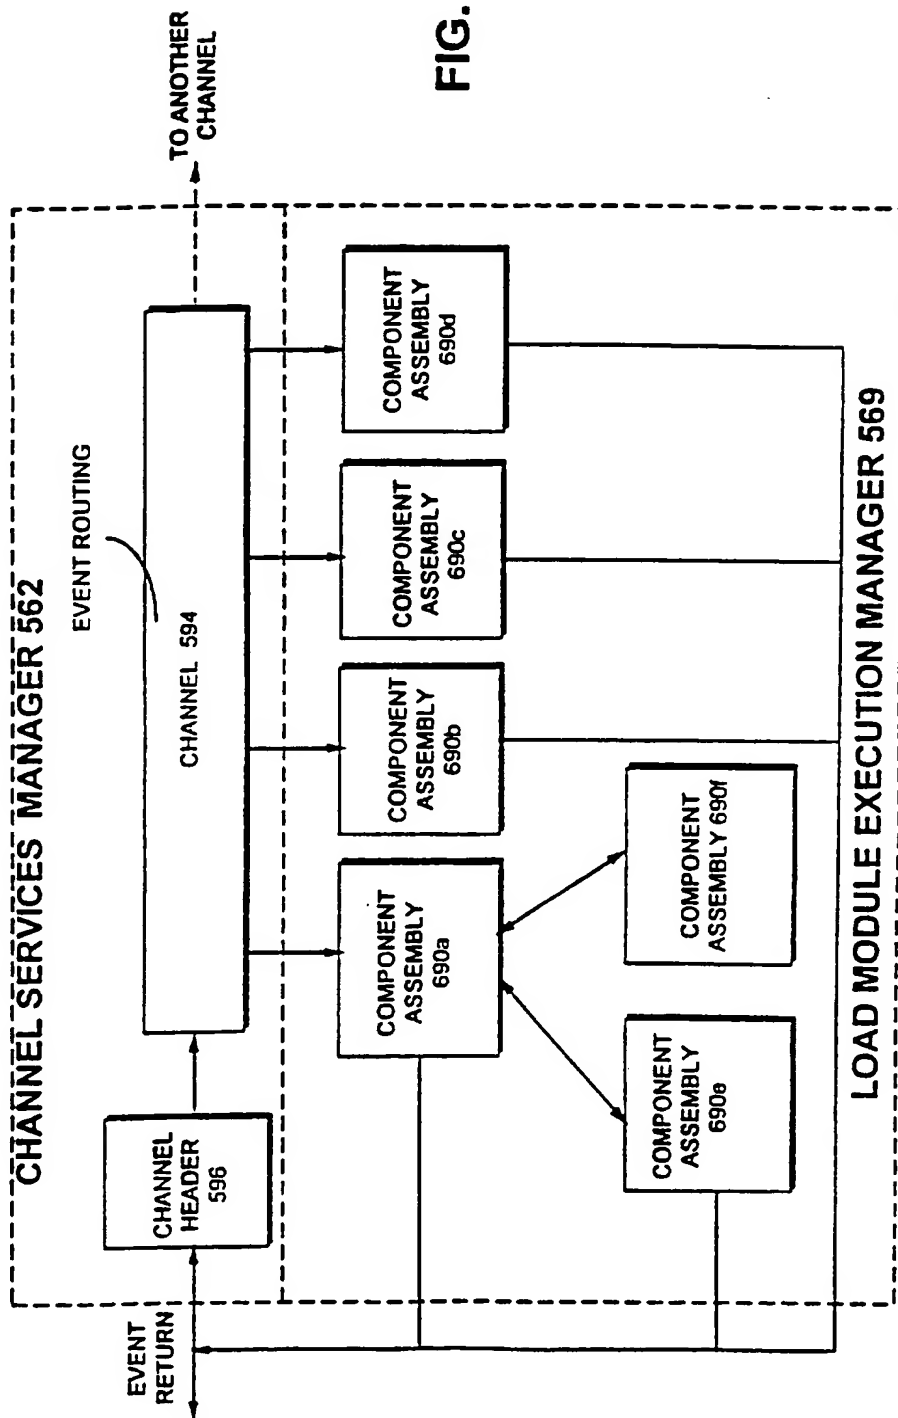 CHANNEL SERVICES MANAGER 562
EVENT ROUTING
TO ANOTHER
CHANNEL
EVENT
RETURN
CHANNEL
HEADER
596
CHANNEL 594
FIG.
COMPONENT
ASSEMBLY
690a
COMPONENT
ASSEMBLY
690b
COMPONENT
ASSEMBLY
690c
COMPONENT
ASSEMBLY
690d
COMPONENT
ASSEMBLY
690e
COMPONENT
ASSEMBLY 690f
LOAD MODULE EXECUTION MANAGER 569